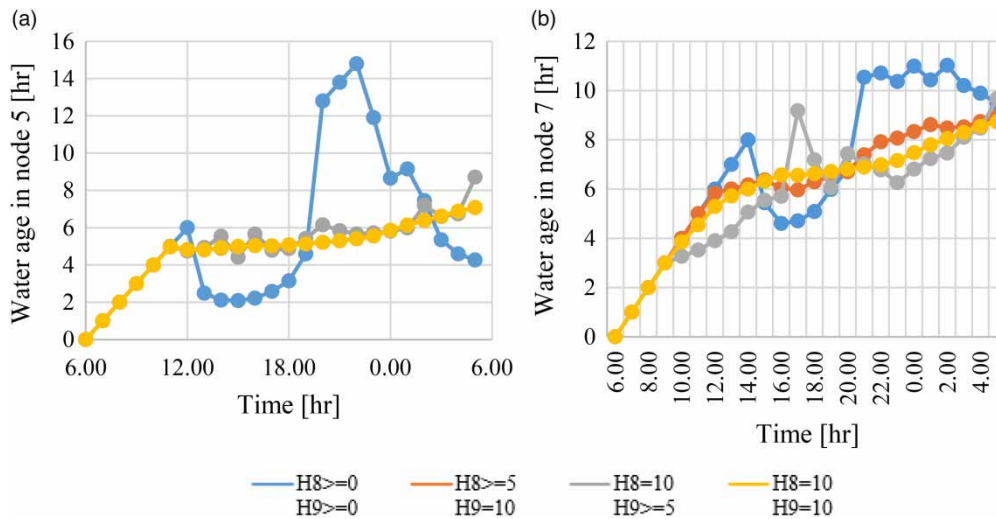 (a)
Water age in node 5 [hr]
16
14
12
10
8
6
4
2
0
6.00 12.00 18.00 0.00 6.00
Time [hr]
(b)
Water age in node 7 [hr]
12
10
8
6
4
2
0
6.00 8.00 10.00 12.00 14.00 16.00 18.00 20.00 22.00 0.00 2.00 4.00
Time [hr]
H8>=0 H8>=5 H8=10 H8=10
H9>=0 H9=10 H9>=5 H9=10